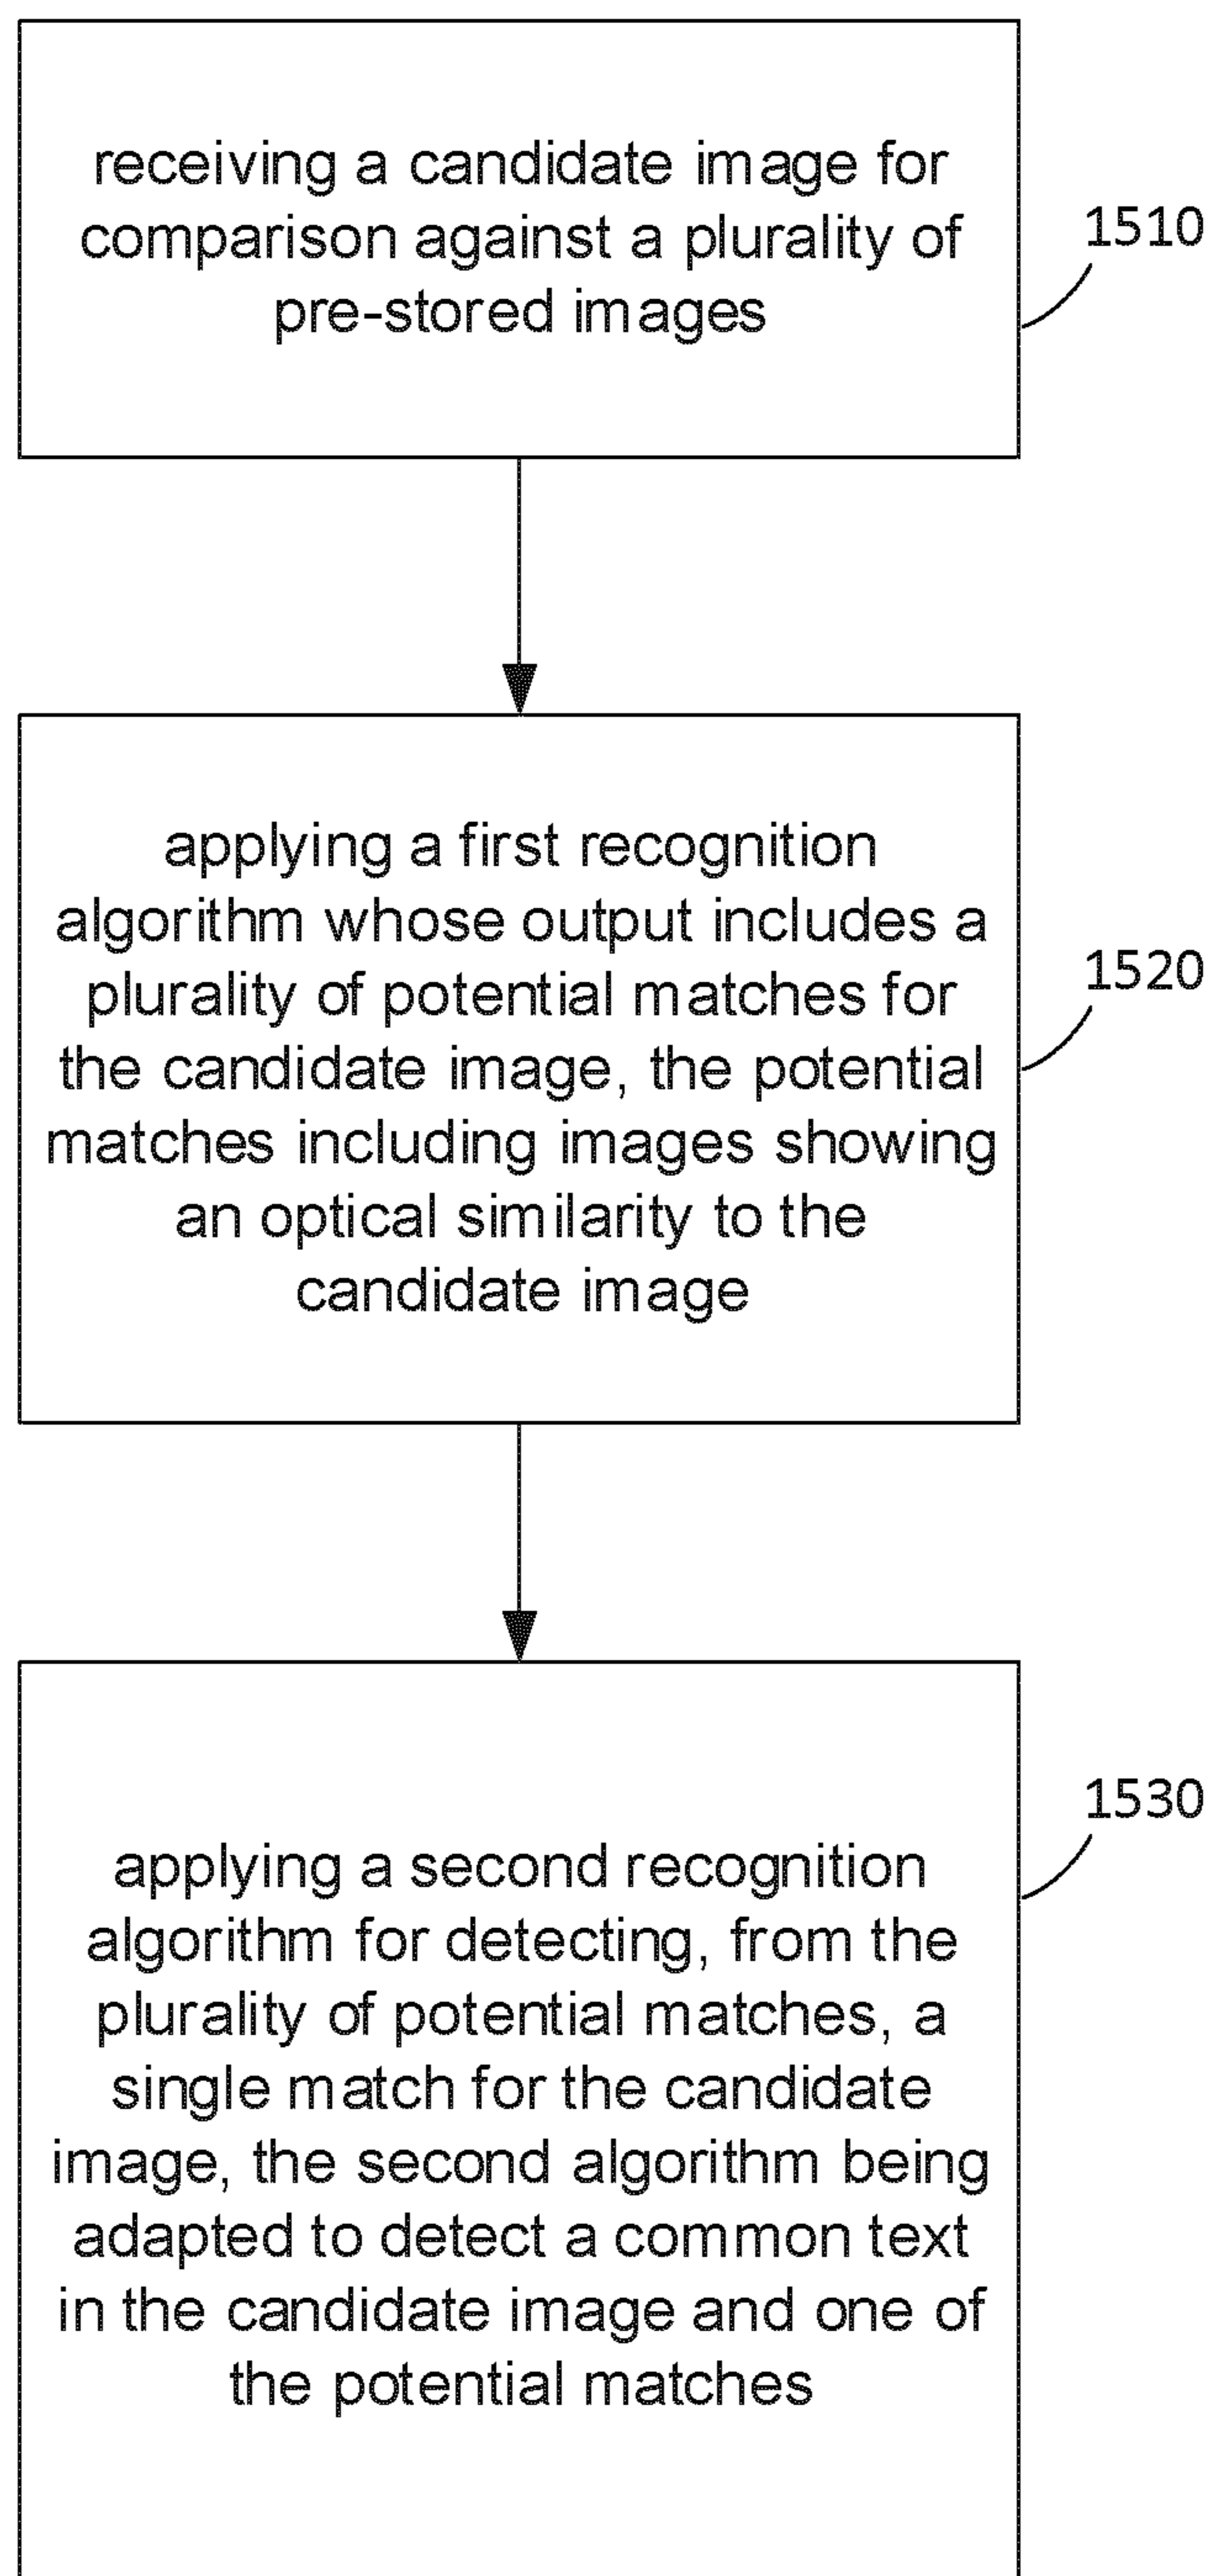 receiving a candidate image for
comparison against a plurality of
pre-stored images
1510
applying a first recognition
algorithm whose output includes a
plurality of potential matches for
the candidate image, the potential
matches including images showing
an optical similarity to the
candidate image
1520
applying a second recognition
algorithm for detecting, from the
plurality of potential matches, a
single match for the candidate
image, the second algorithm being
adapted to detect a common text
in the candidate image and one of
the potential matches
1530